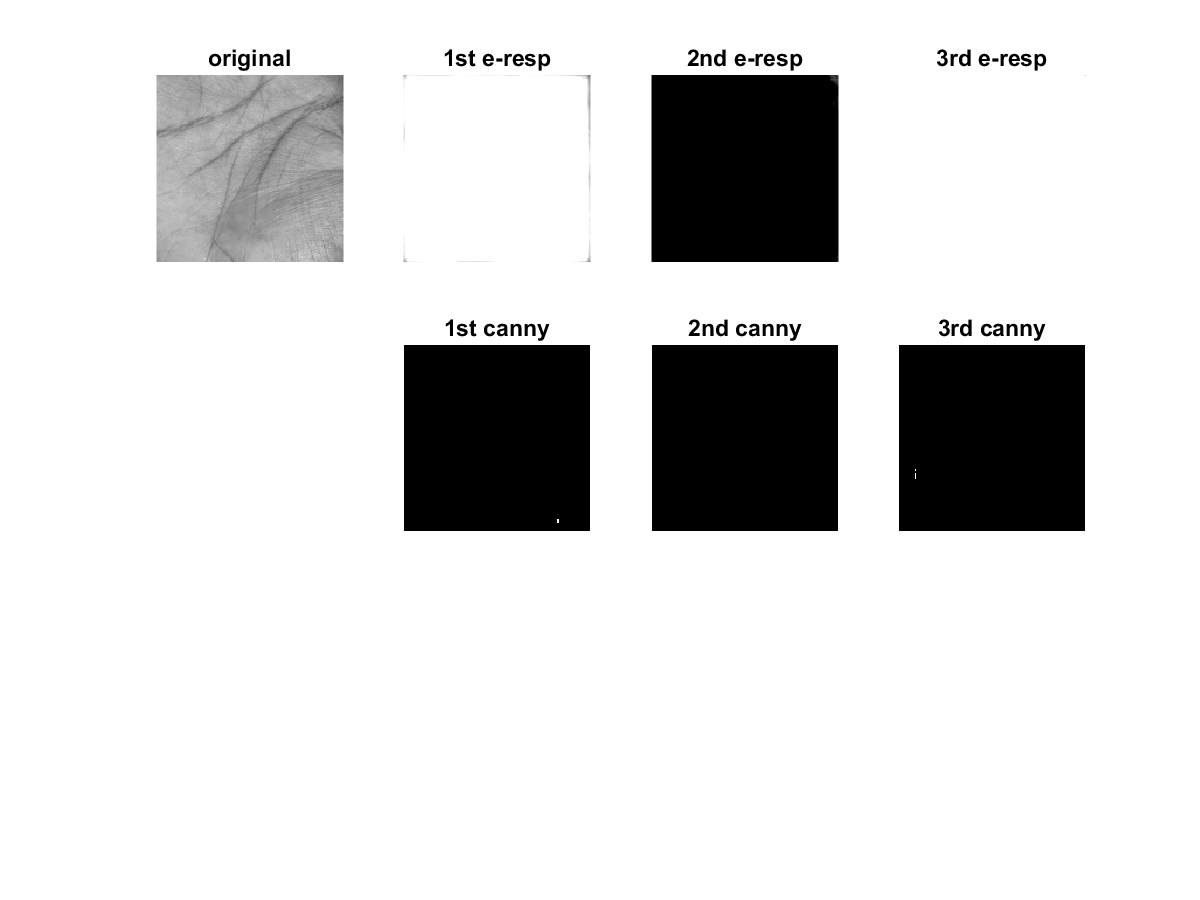 original
1st e-resp
2nd e-resp
3rd e-resp
1st canny
2nd canny
3rd canny